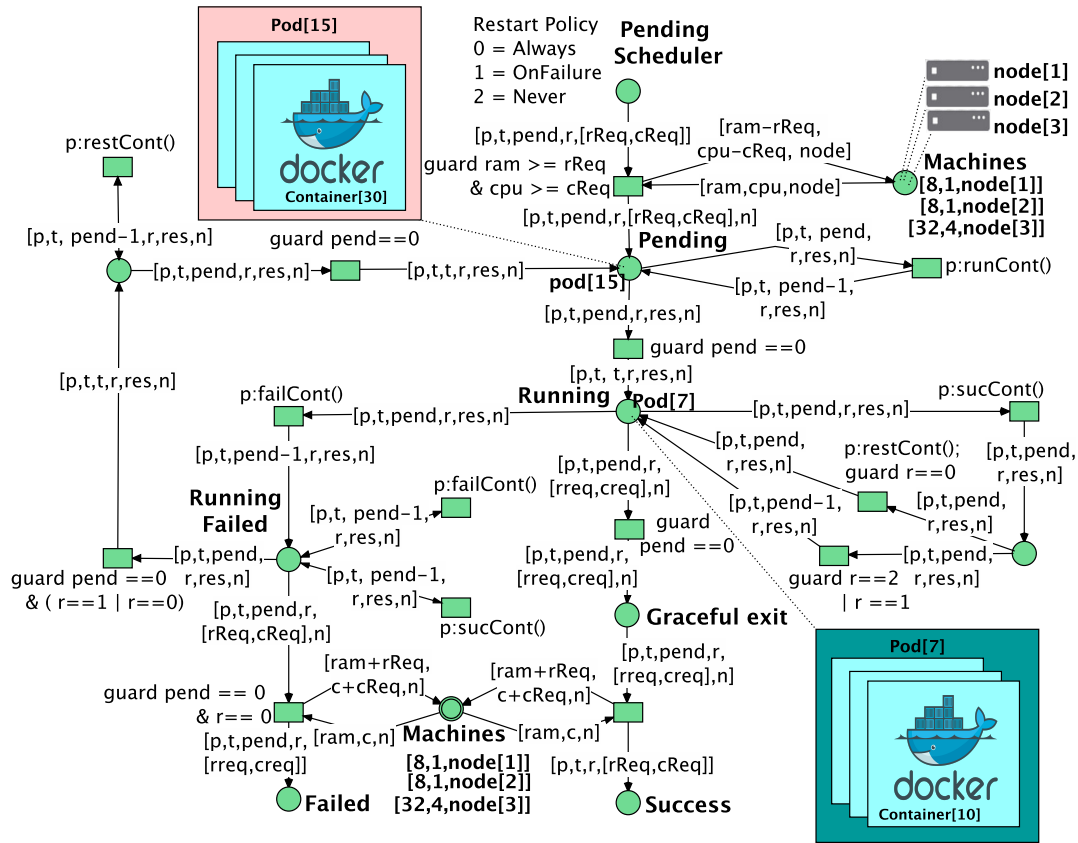 Pod[15]
docker
Container[30]
Restart Policy
0 = Always
1 = OnFailure
2 = Never
Pending
Scheduler
node[1]
node[2]
node[3]
[p,t,pend,r,[rReq,cReq]]
[ram-rReq,
cpu-cReq, node]
guard ram >= rReq
& cpu >= cReq
[ram,cpu,node]
Machines
[8,1,node[1]]
[8,1,node[2]]
[32,4,node[3]]
p:restCont()
[p,t, pend-1,r,res,n]
guard pend==0
[p,t,pend,r,[rReq,cReq],n]
Pending
[p,t, pend,
r,res,n]
p:runCont()
[p,t,pend,r,res,n]
[p,t,t,r,res,n]
pod[15]
[p,t, pend-1,
r,res,n]
[p,t,pend,r,res,n]
guard pend ==0
[p,t, t,r,res,n]
[p,t,t,r,res,n]
p:failCont()
Running
Pod[7]
p:sucCont()
[p,t,pend,r,res,n]
[p,t,pend,r,res,n]
[p,t,pend-1,r,res,n]
[p,t,pend,r,
[rreq,creq],n]
[p,t,pend,
r,res,n]
p:restCont();
guard r==0
[p,t,pend,
r,res,n]
Running
Failed
p:failCont()
[p,t, pend-1,
r,res,n]
guard
pend ==0
[p,t,pend-1,
r,res,n]
[p,t,pend,
r,res,n]
[p,t,pend,
r,res,n]
guard pend ==0
& ( r==1 | r==0)
[p,t,pend,r,
[rreq,creq],n]
[p,t,pend,
r,res,n]
guard r==2
| r ==1
[p,t, pend-1,
r,res,n]
p:sucCont()
[p,t,pend,r,
[rReq,cReq],n]
Graceful exit
[p,t,pend,r,
[rreq,creq],n]
guard pend == 0
& r== 0
[ram+rReq,
c+cReq,n]
[ram+rReq,
c+cReq,n]
[ram,c,n]
Machines
[8,1,node[1]]
[8,1,node[2]]
[32,4,node[3]]
[ram,c,n]
[p,t,pend,r,
[rreq,creq]]
[p,t,r,[rReq,cReq]]
Failed
Success
Pod[7]
docker
Container[10]